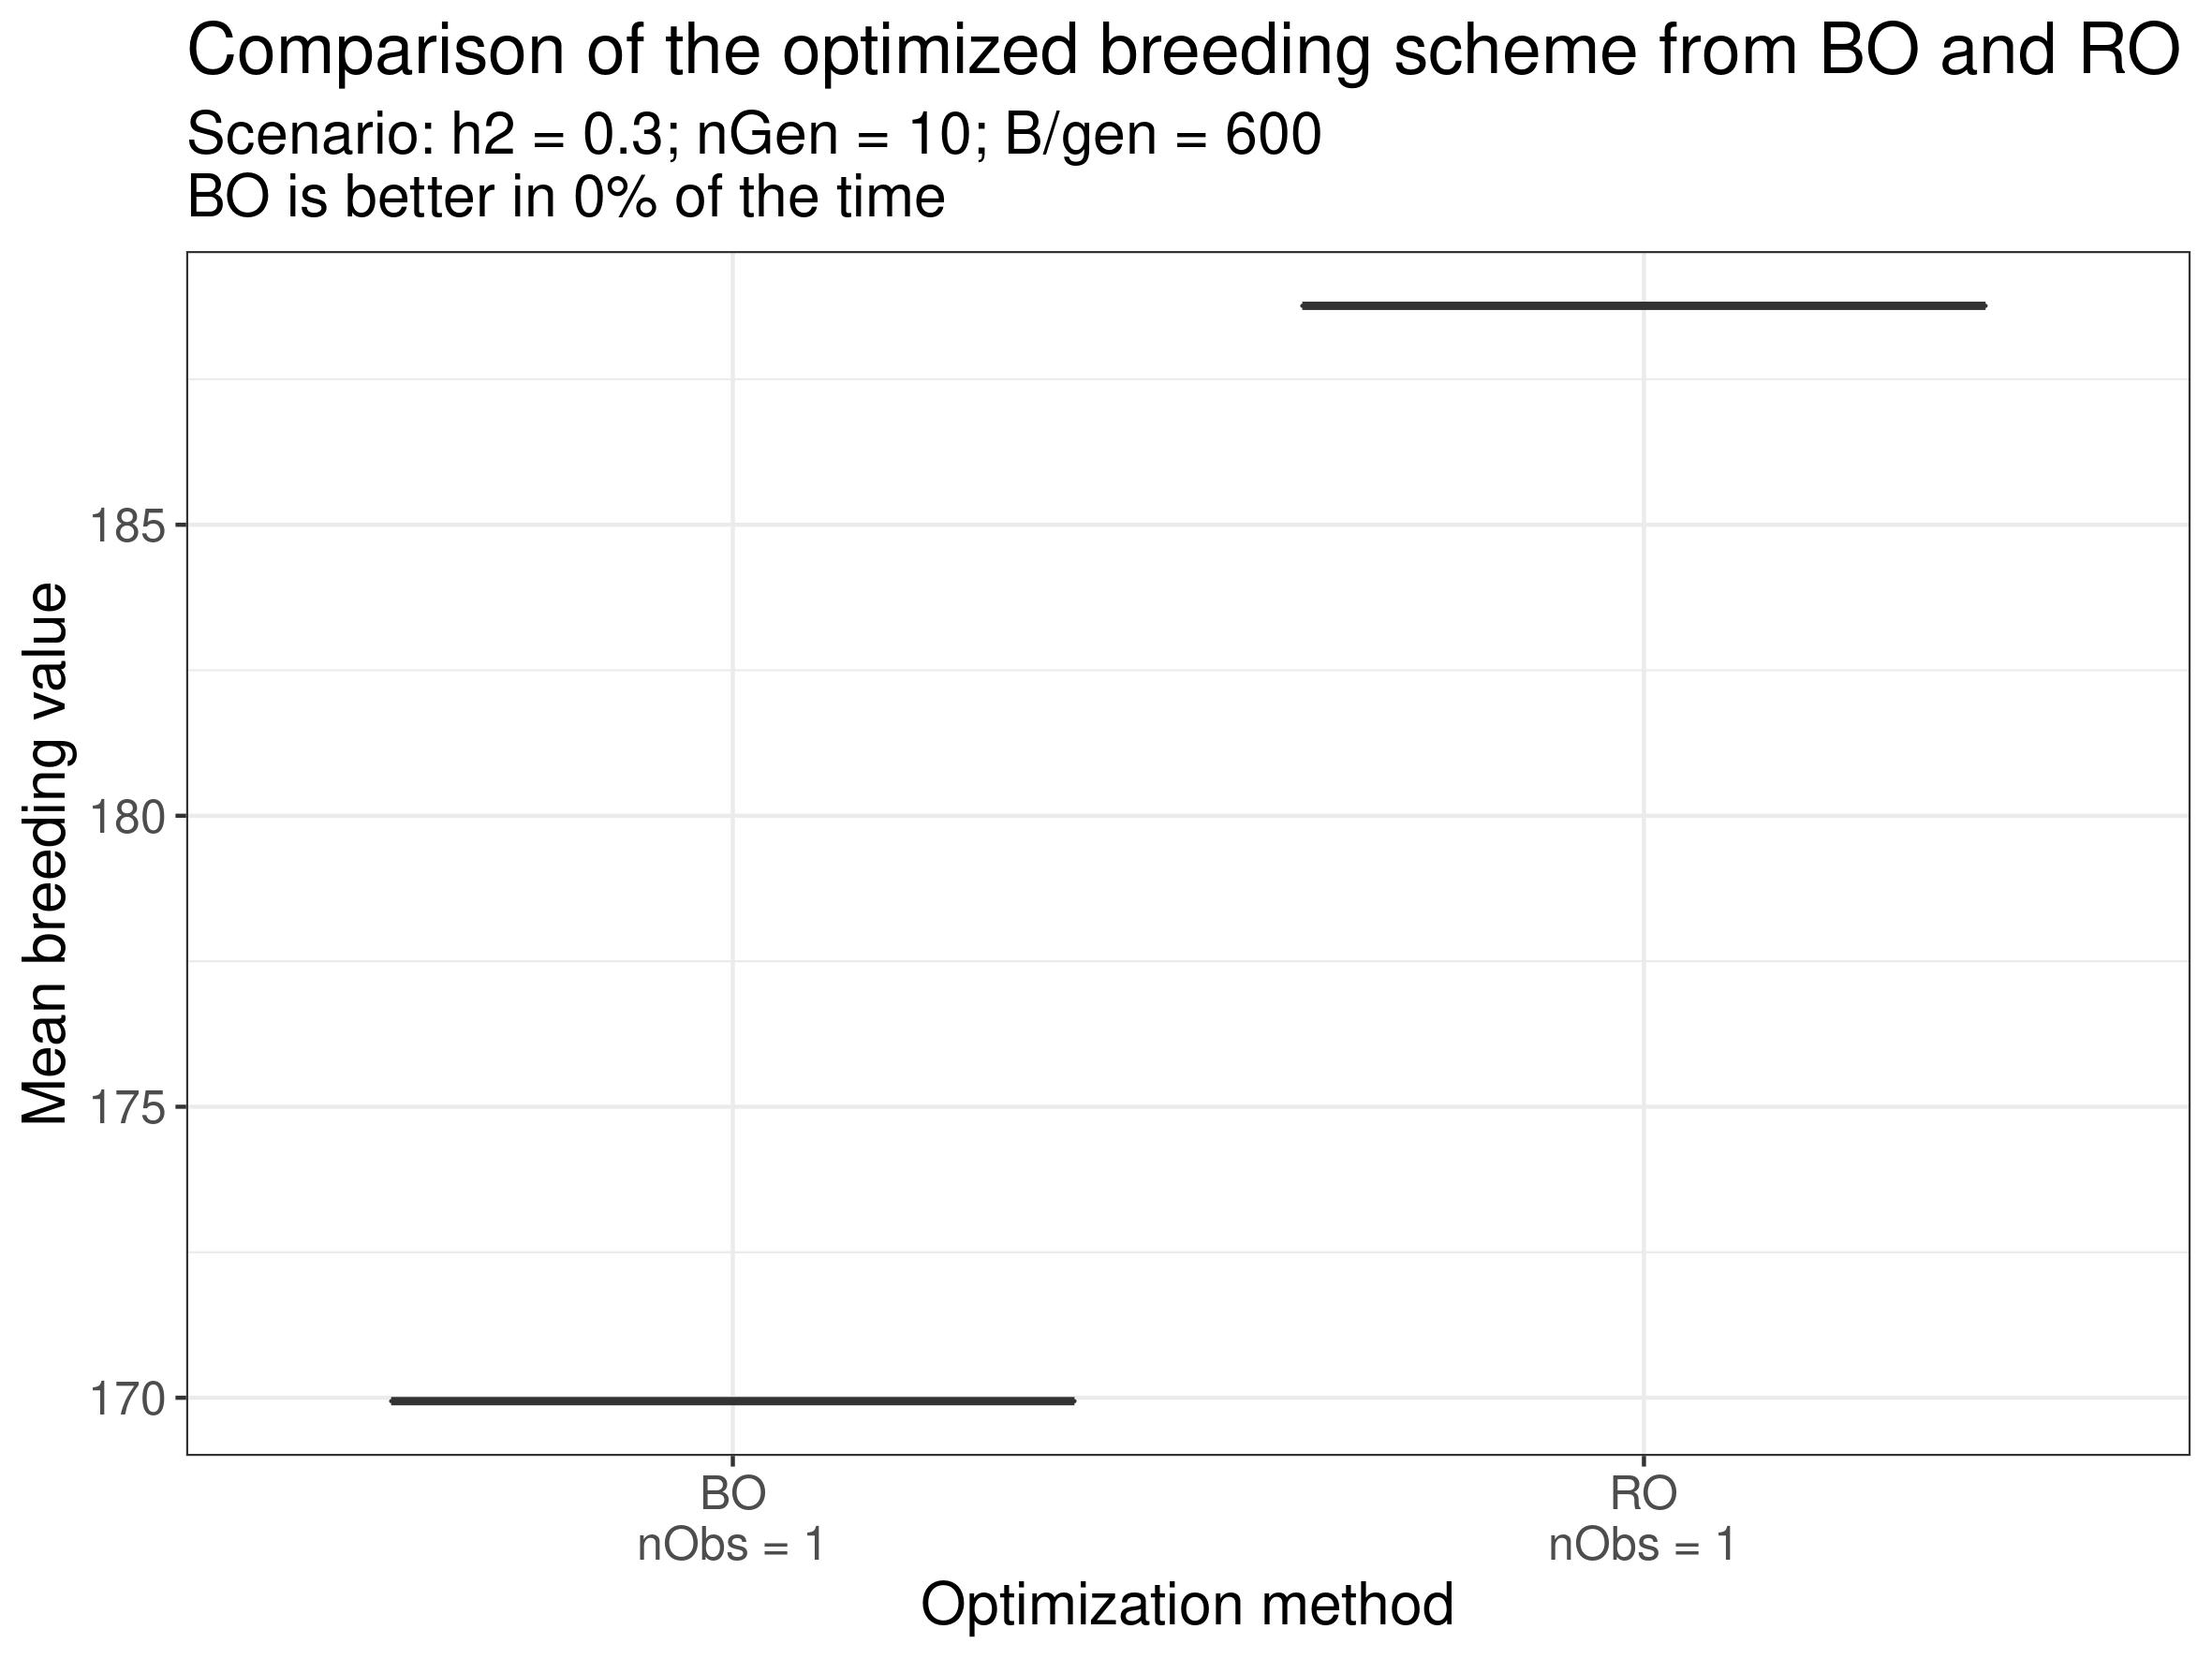 Comparison of the optimized breeding scheme from BO and RO
Scenario: h2 = 0.3; nGen = 10; B/gen = 600
BO is better in 0% of the time
Mean breeding value
185
180
175
170
BO
nObs = 1
RO
nObs = 1
Optimization method